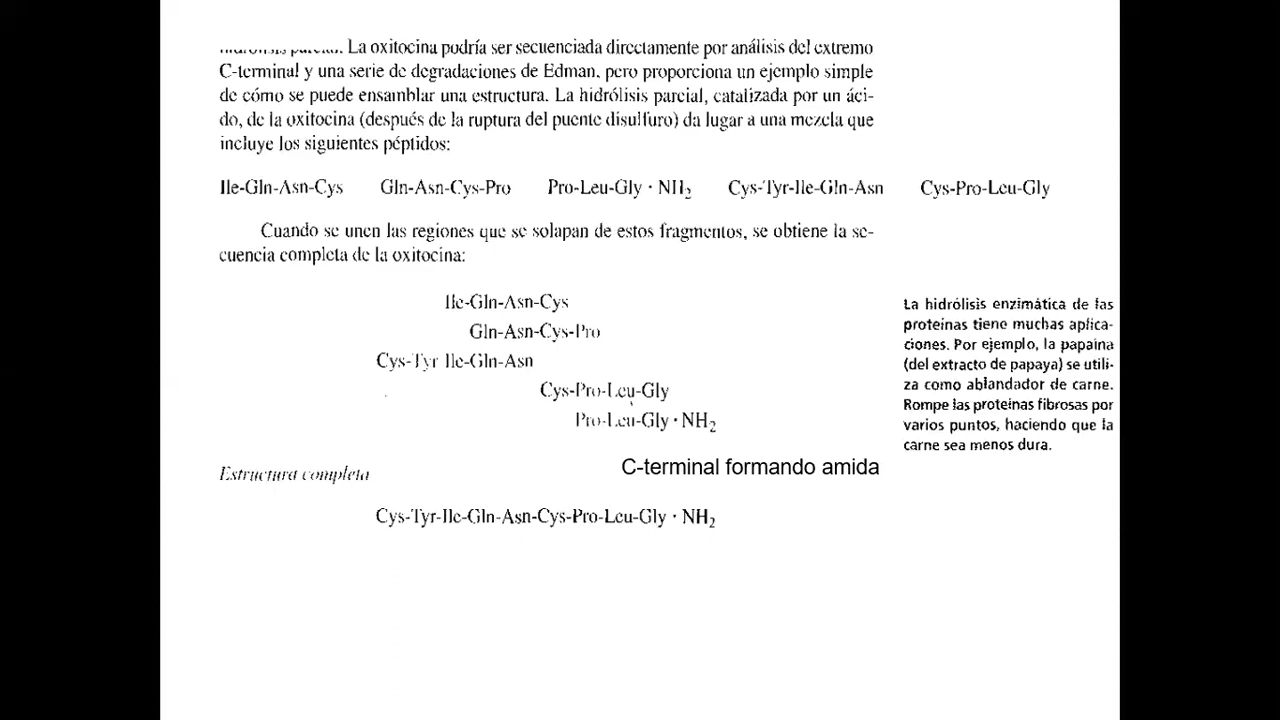 La oxitocina podría ser secuenciada directamente por análisis del extremo
C-terminal y una serie de degradaciones de Edman, pero proporciona un ejemplo simple
de cómo se puede ensamblar una estructura. La hidrólisis parcial, catalizada por un áci-
do, de la oxitocina (después de la ruptura del puente disulfuro) da lugar a una mezcla que
incluye los siguientes péptidos:
Ile-Gln-Asn-Cys Gln-Asn-Cys-Pro Pro-Leu-Gly · NH₂ Cys-Tyr-Ile-Gln-Asn Cys-Pro-Leu-Gly
Cuando se unen las regiones que se solapan de estos fragmentos, se obtiene la se-
cuencia completa de la oxitocina:
Ile-Gln-Asn-Cys
Gln-Asn-Cys-Pro
Cys-Tyr Ile-Gln-Asn
Cys-Pro-Leu-Gly
Pro-Leu-Gly · NH₂
La hidrólisis enzimática de las
proteínas tiene muchas aplica-
ciones. Por ejemplo, la papaína
(del extracto de papaya) se utili-
za como ablandador de carne.
Rompe las proteínas fibrosas por
varios puntos, haciendo que la
carne sea menos dura.
C-terminal formando amida
Estructura completa
Cys-Tyr-Ile-Gln-Asn-Cys-Pro-Leu-Gly · NH₂